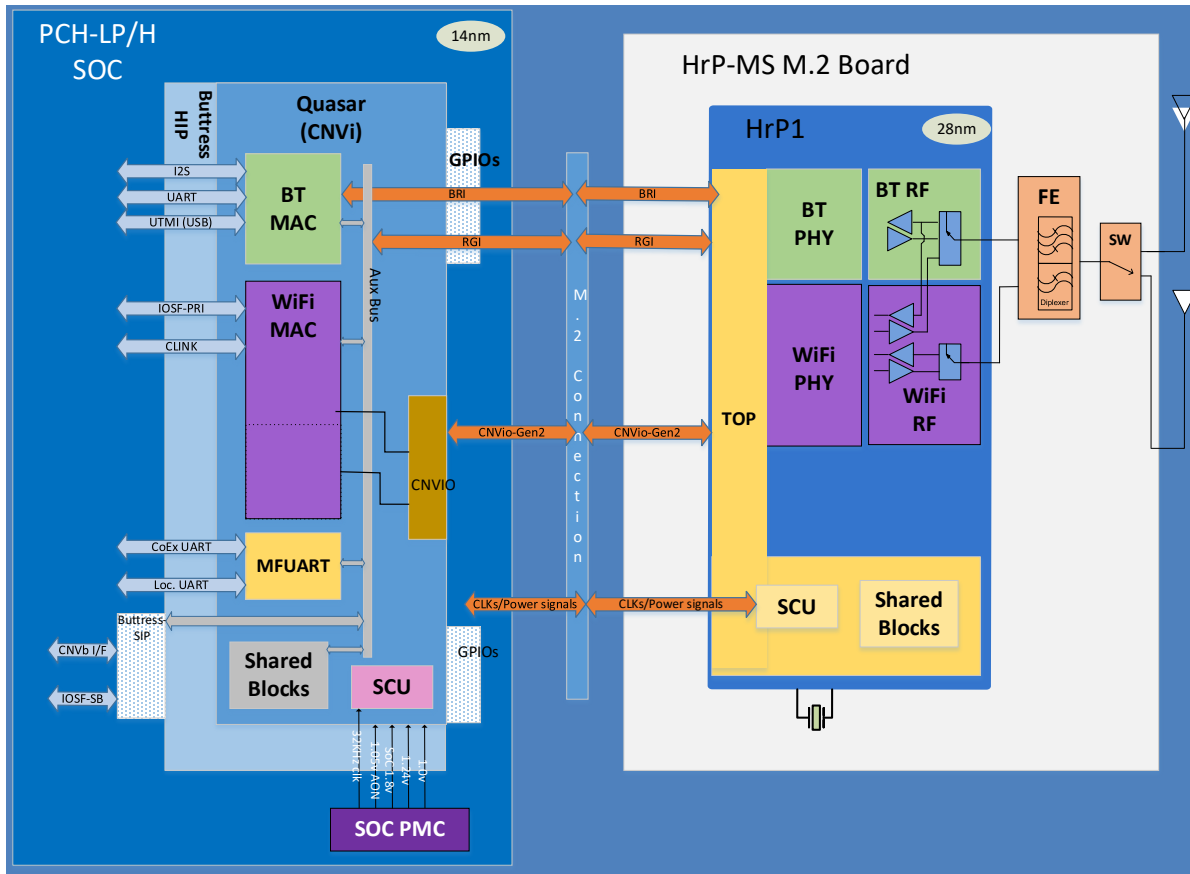 PCH-LP/H
SOC
14nm
Buttress
HIP
Quasar
(CNVi)
GPIOs
I2S
UART
UTMI (USB)
BT
MAC
BRI
RGI
Aux Bus
IOSF-PRI
CLINK
WiFi
MAC
CNVio-Gen2
CNVIO
CoEx UART
Loc. UART
MFUART
CLKs/Power signals
Buttress
SIP
CNVb I/F
IOSF-SB
Shared
Blocks
SCU
GPIOs
32KHz clk
1.05v AON
SoC 1.8v
1.24v
1.0v
SOC PMC
M.2 Connection
HrP-MS M.2 Board
HrP1
28nm
BRI
RGI
CNVio-Gen2
CLKs/Power signals
TOP
BT
PHY
BT RF
WiFi
PHY
WiFi
RF
SCU
Shared
Blocks
FE
Diplexer
SW